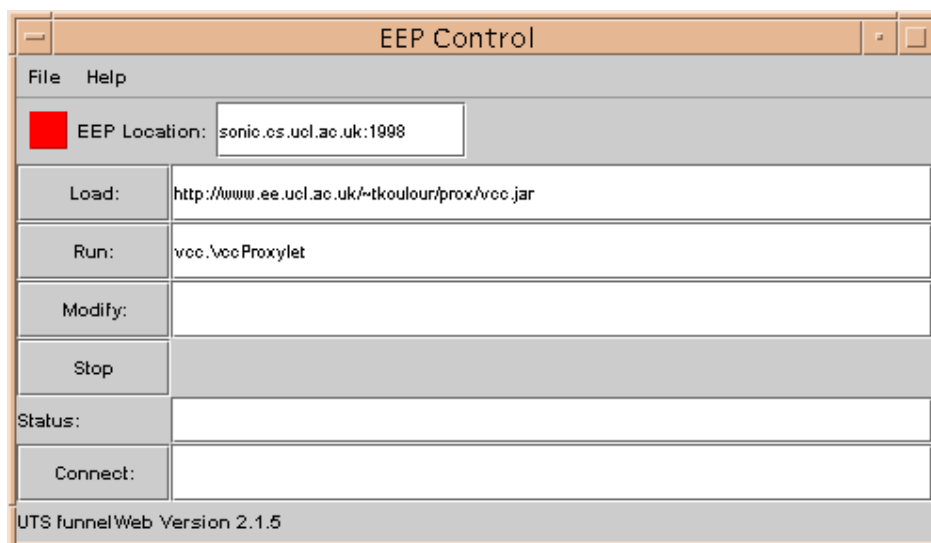 EEP Control
File Help
EEP Location: sonic.cs.ucl.ac.uk:1998
Load: http://www.ee.ucl.ac.uk/~tkoulour/prox/vcc.jar
Run: vcc.VccProxylet
Modify:
Stop
Status:
Connect:
UTS funnelWeb Version 2.1.5